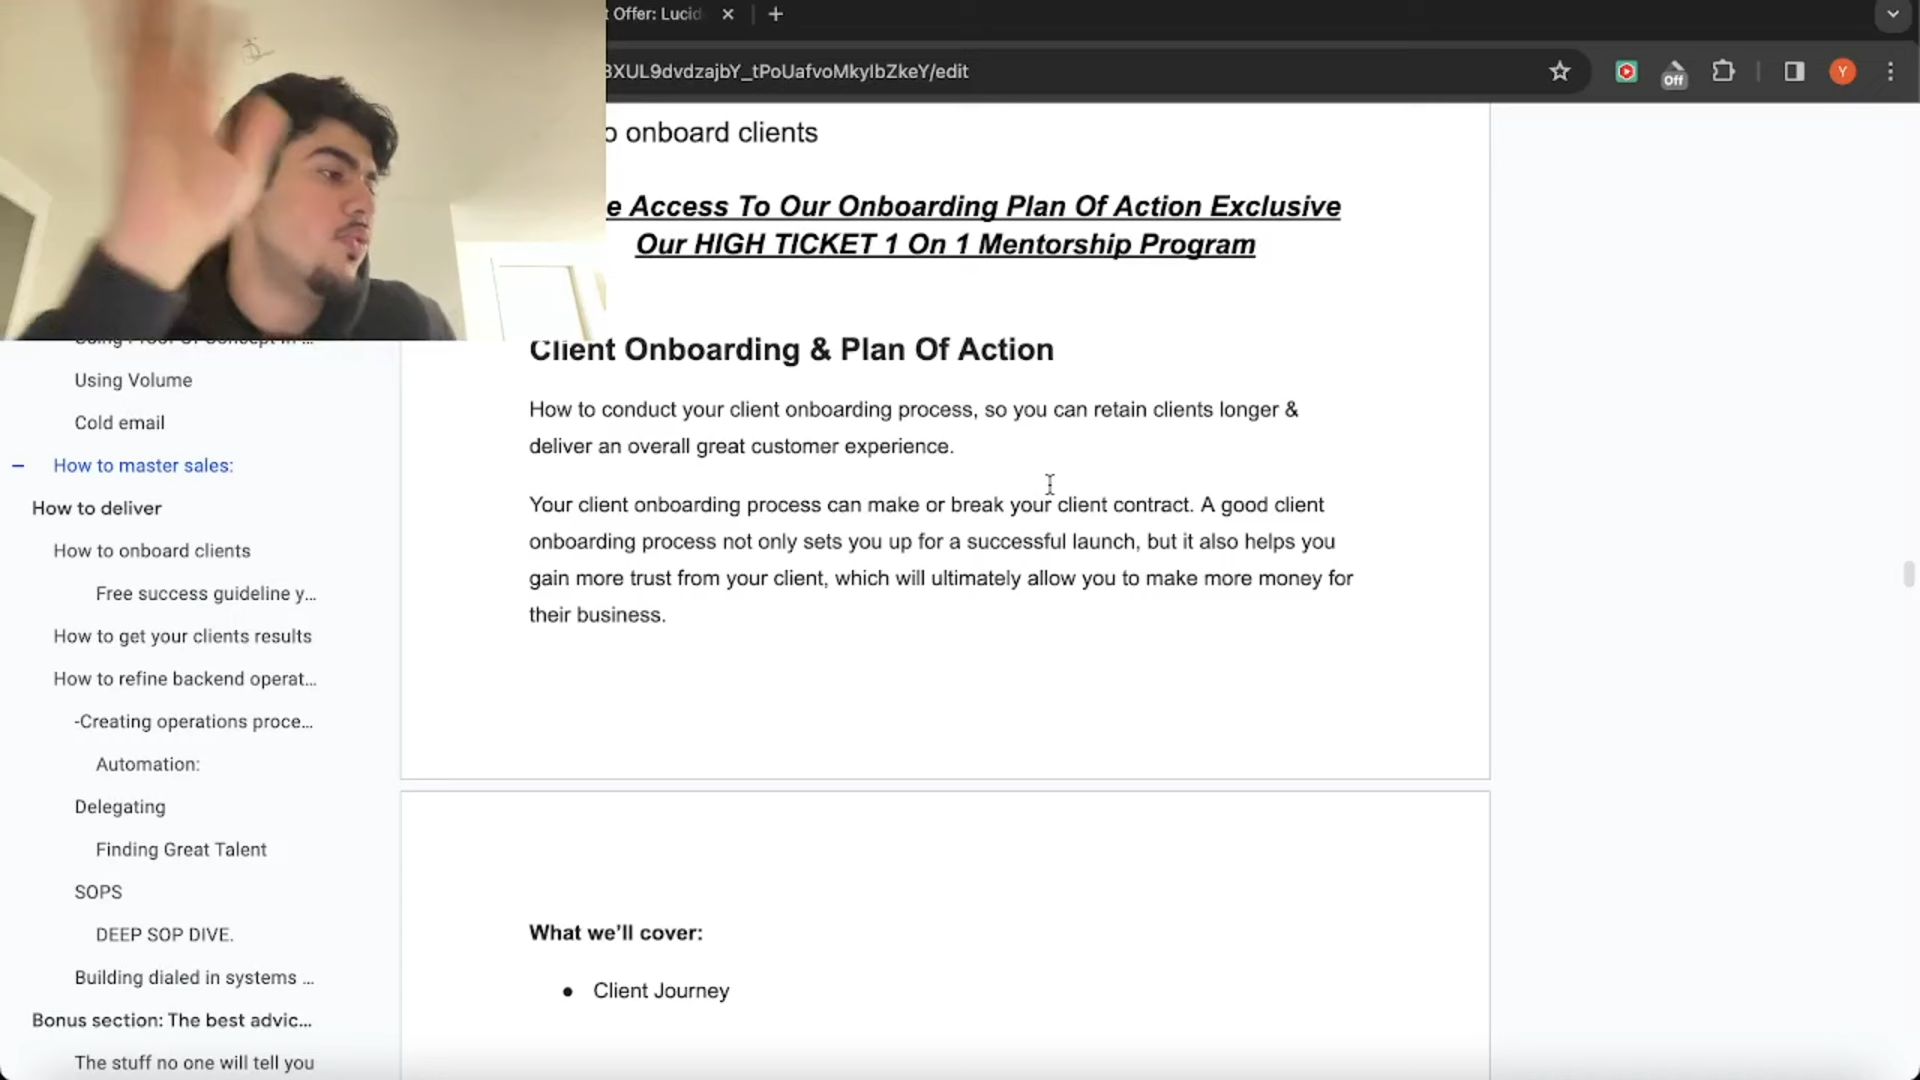 t Offer: Lucid
3XUL9dvdzajbY_tPoUafvoMkyIbZkeY/edit
Off
Y
o onboard clients
e Access To Our Onboarding Plan Of Action Exclusive
Our HIGH TICKET 1 On 1 Mentorship Program
Client Onboarding & Plan Of Action
How to conduct your client onboarding process, so you can retain clients longer &
deliver an overall great customer experience.
Your client onboarding process can make or break your client contract. A good client
onboarding process not only sets you up for a successful launch, but it also helps you
gain more trust from your client, which will ultimately allow you to make more money for
their business.
What we'll cover:
● Client Journey
Using Proof Of Concept in ...
Using Volume
Cold email
How to master sales:
How to deliver
How to onboard clients
Free success guideline y...
How to get your clients results
How to refine backend operat...
-Creating operations proce...
Automation:
Delegating
Finding Great Talent
SOPS
DEEP SOP DIVE.
Building dialed in systems ...
Bonus section: The best advic...
The stuff no one will tell you